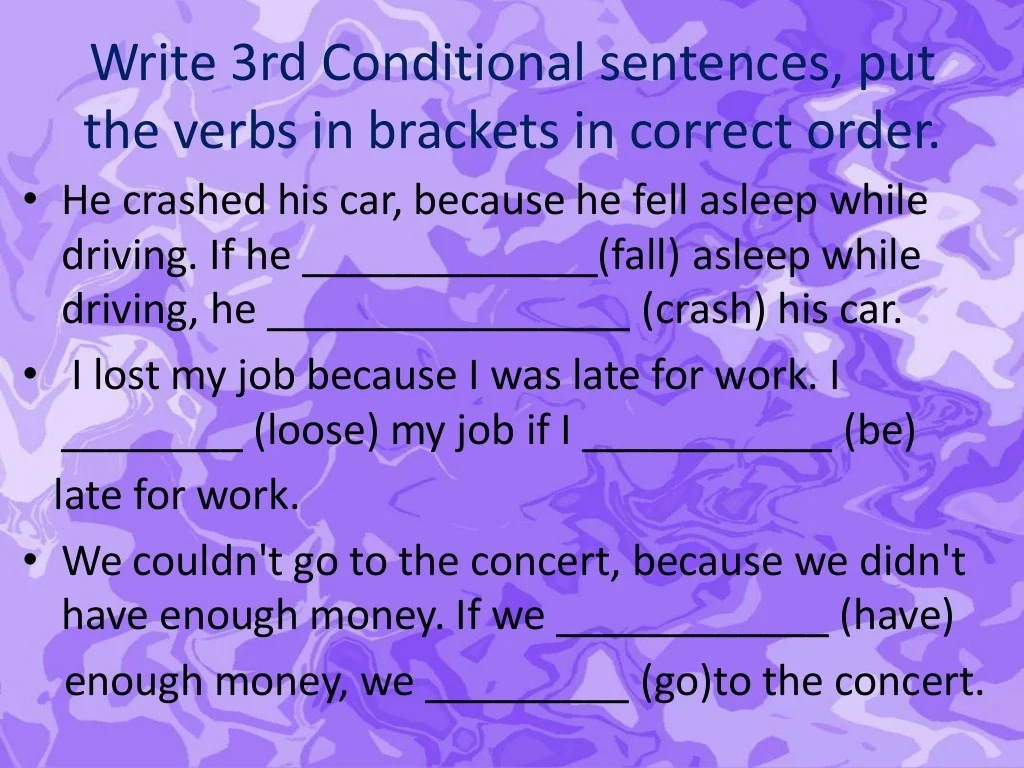 Write 3rd Conditional sentences, put
the verbs in brackets in correct order.
• He crashed his car, because he fell asleep while
driving. If he ______________(fall) asleep while
driving, he _________________ (crash) his car.
• I lost my job because I was late for work. I
_________ (loose) my job if I ____________ (be)
late for work.
• We couldn't go to the concert, because we didn't
have enough money. If we _____________ (have)
enough money, we __________ (go)to the concert.